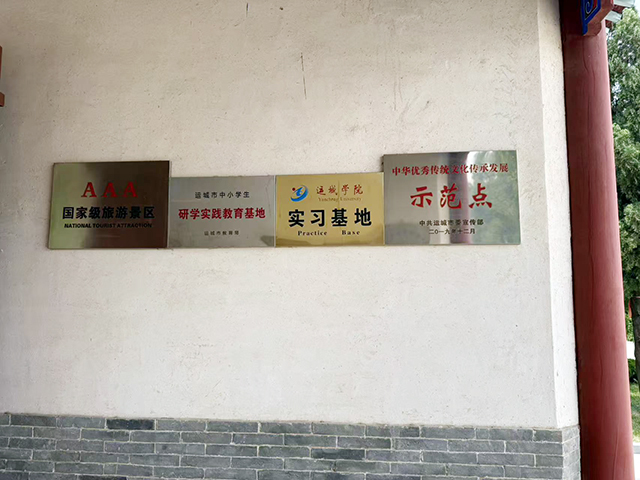 AAA
国家级旅游景区
NATIONAL TOURIST ATTRACTION
运城市中小学生
研学实践教育基地
运城市教育局
运城学院
Yuncheng University
实习基地
Practice Base
中华优秀传统文化传承发展
示范点
中共运城市委宣传部
二〇一九年十二月